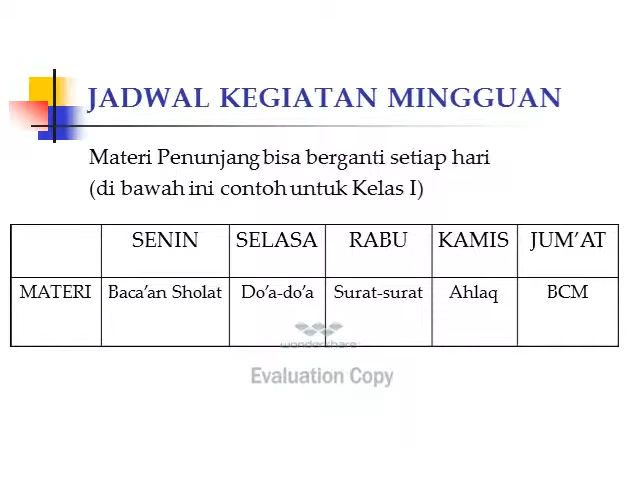 JADWAL KEGIATAN MINGGUAN
Materi Penunjang bisa berganti setiap hari
(di bawah ini contoh untuk Kelas I)
SENIN SELASA RABU KAMIS JUM’AT
MATERI Baca’an Sholat Do’a-do’a Surat-surat Ahlaq BCM
wondershare
Evaluation Copy